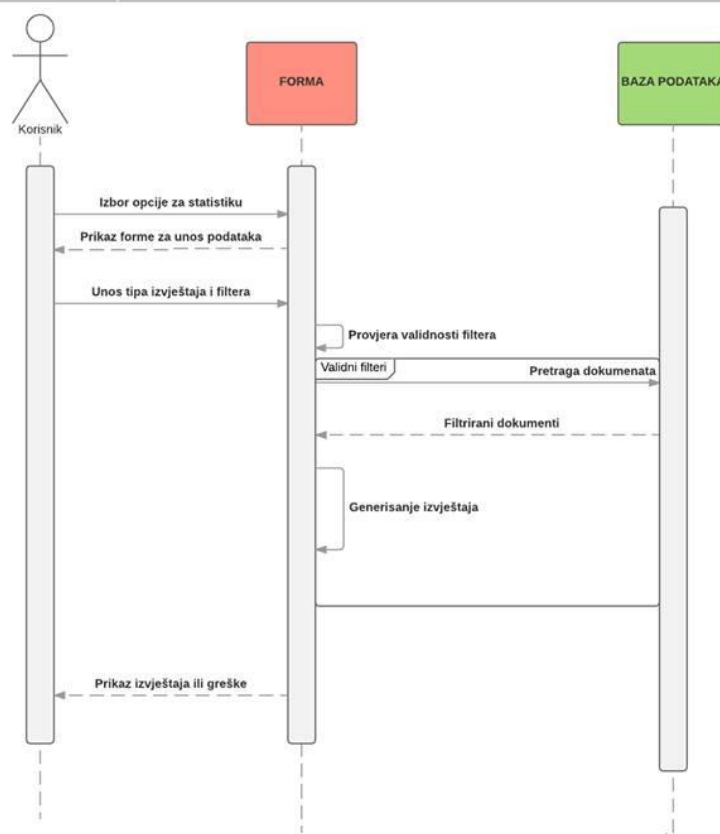 FORMA
BAZA PODATAKA
Korisnik
Izbor opcije za statistiku
Prikaz forme za unos podataka
Unos tipa izvještaja i filtera
Provjera validnosti filtera
Validni filteri
Pretraga dokumenata
Filtrirani dokumenti
Generisanje izvještaja
Prikaz izvještaja ili greške